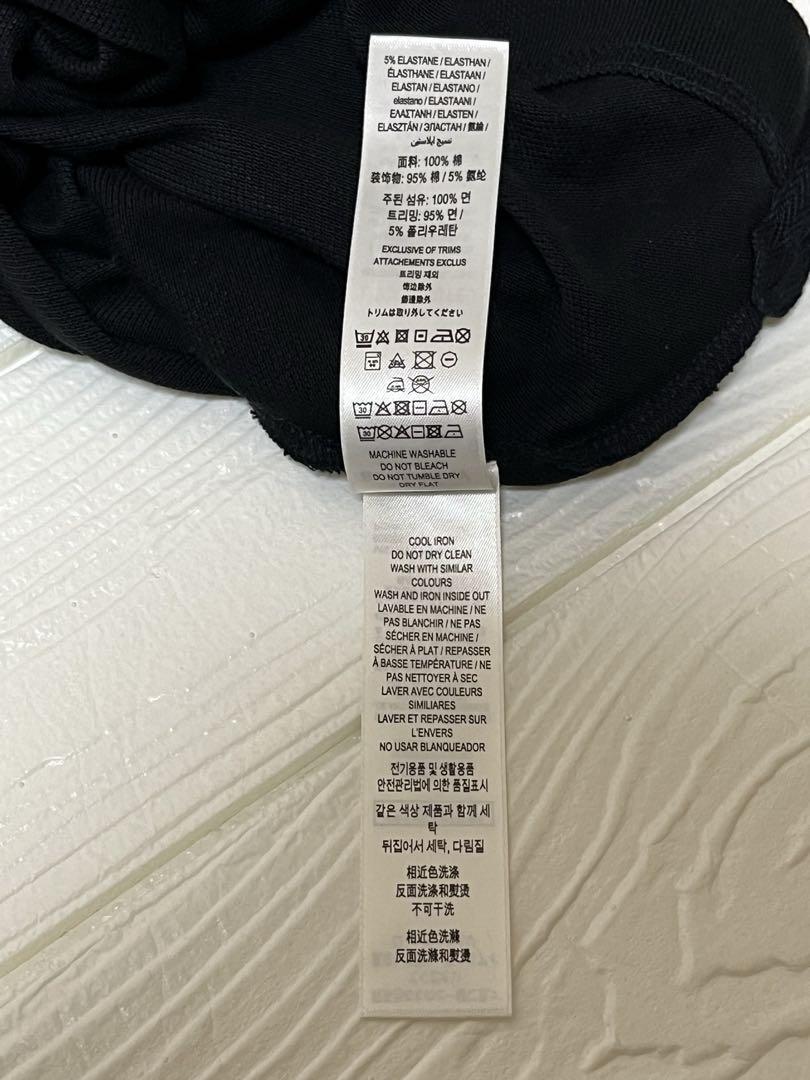 5% ELASTANE / ELASTHAN /
ÉLASTHANE / ELASTAAN /
ELASTAN / ELASTANO /
elastano / ELASTAANI /
ΕΛΑΣΤΑΝΗ / ELASTEN /
ELASZTÁN / ЭЛАСТАН / 氨綸 /
نسيج ايلاستي
面料: 100% 棉
装饰物: 95% 棉 / 5% 氨纶
주된 섬유: 100% 면
트리밍: 95% 면 /
5% 폴리우레탄
EXCLUSIVE OF TRIMS
ATTACHEMENTS EXCLUS
트리밍 제외
饰边除外
飾邊除外
トリムは取り外してください
30
30
30
MACHINE WASHABLE
DO NOT BLEACH
DO NOT TUMBLE DRY
DRY FLAT
COOL IRON
DO NOT DRY CLEAN
WASH WITH SIMILAR
COLOURS
WASH AND IRON INSIDE OUT
LAVABLE EN MACHINE / NE
PAS BLANCHIR / NE PAS
SÉCHER EN MACHINE /
SÉCHER À PLAT / REPASSER
À BASSE TEMPÉRATURE / NE
PAS NETTOYER À SEC
LAVER AVEC COULEURS
SIMILIARES
LAVER ET REPASSER SUR
L'ENVERS
NO USAR BLANQUEADOR
전기용품 및 생활용품
안전관리법에 의한 품질표시
같은 색상 제품과 함께 세
탁
뒤집어서 세탁, 다림질
相近色洗涤
反面洗涤和熨烫
不可干洗
相近色洗滌
反面洗滌和熨燙